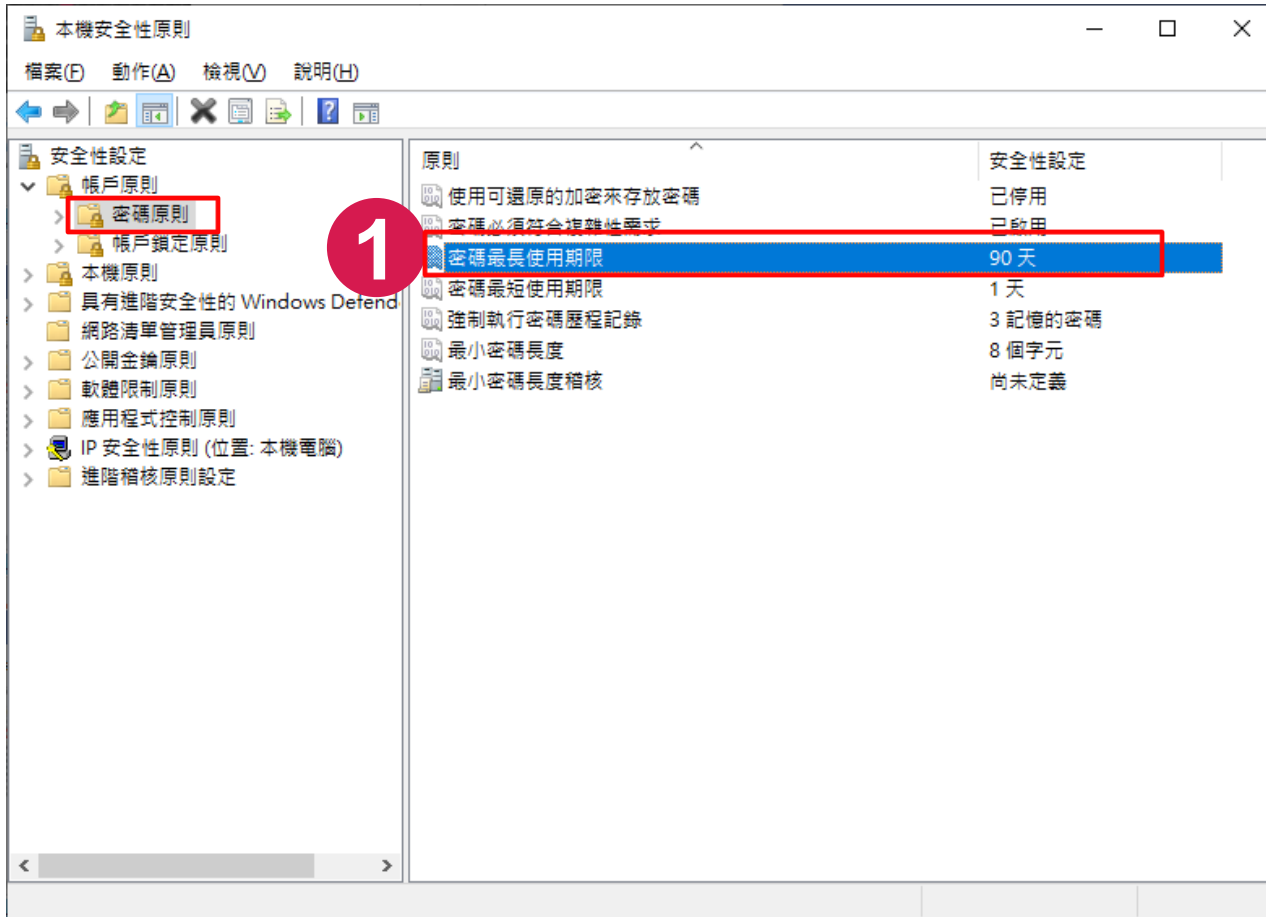 本機安全性原則
檔案(F) 動作(A) 檢視(V) 說明(H)
安全性設定
帳戶原則
密碼原則
帳戶鎖定原則
本機原則
具有進階安全性的 Windows Defend
網路清單管理員原則
公開金鑰原則
軟體限制原則
應用程式控制原則
IP 安全性原則 (位置: 本機電腦)
進階稽核原則設定
1
原則 安全性設定
使用可還原的加密來存放密碼 已停用
密碼必須符合複雜性需求 已啟用
密碼最長使用期限 90 天
密碼最短使用期限 1 天
強制執行密碼歷程記錄 3 記憶的密碼
最小密碼長度 8 個字元
最小密碼長度稽核 尚未定義